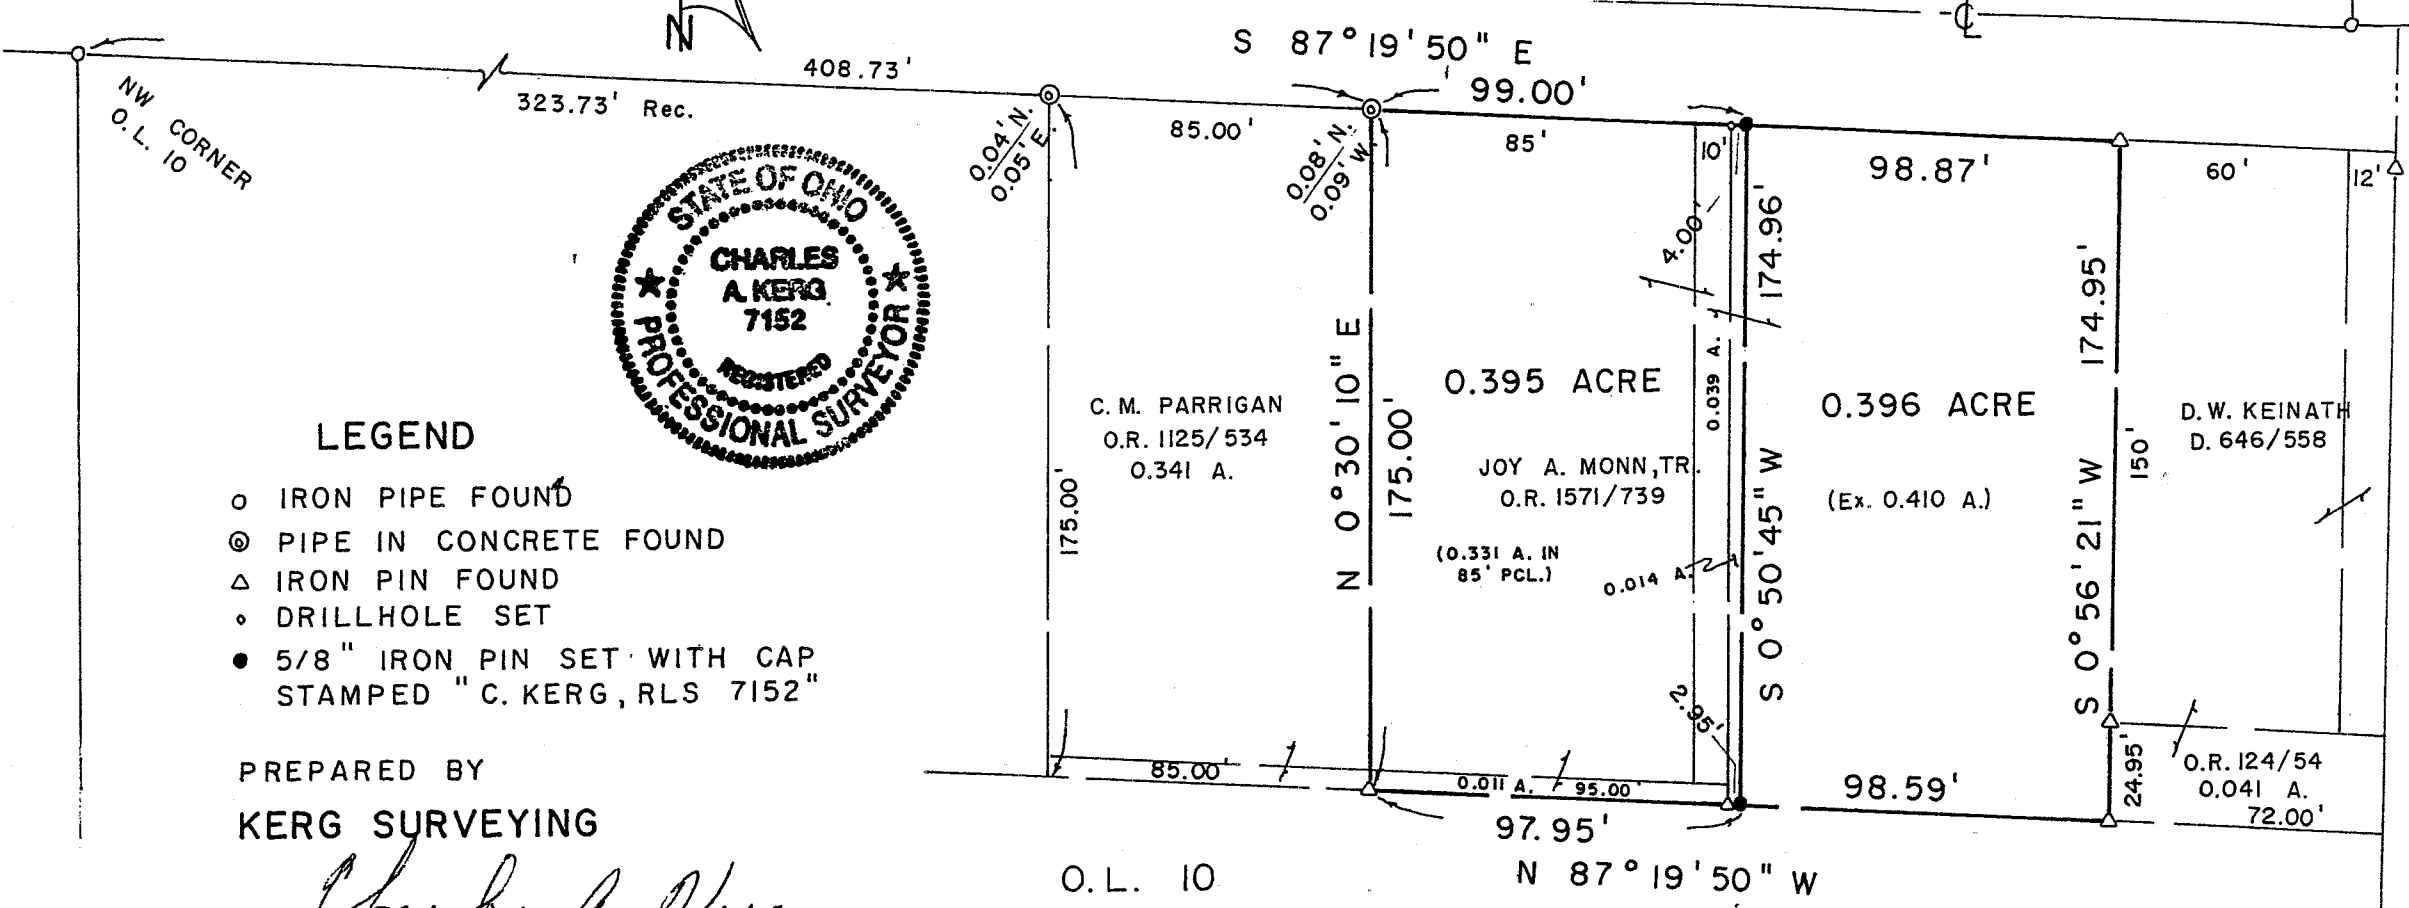 N
℄
S 87°19'50" E
408.73'
323.73' Rec.
99.00'
NW CORNER
O.L. 10
0.04' N.
0.05' E.
85.00'
0.08' N.
0.09' W.
85'
10'
98.87'
60'
12'
STATE OF OHIO
CHARLES
A. KERG
7152
REGISTERED
PROFESSIONAL SURVEYOR
4.00'
174.96'
174.95'
0.395 ACRE
0.039 A.
0.396 ACRE
C. M. PARRIGAN
O.R. 1125/534
0.341 A.
N 0°30'10" E
175.00'
175.00'
JOY A. MONN, TR.
O.R. 1571/739
(0.331 A. IN
85' PCL.)
0.014 A.
S 0°50'45" W
(Ex. 0.410 A.)
S 0°56'21" W
150'
D.W. KEINATH
D. 646/558
LEGEND
IRON PIPE FOUND
PIPE IN CONCRETE FOUND
IRON PIN FOUND
DRILLHOLE SET
5/8" IRON PIN SET WITH CAP
STAMPED "C. KERG, RLS 7152"
2.95'
85.00'
0.011 A.
95.00'
98.59'
24.95'
O.R. 124/54
0.041 A.
72.00'
97.95'
N 87°19'50" W
O.L. 10
PREPARED BY
KERG SURVEYING